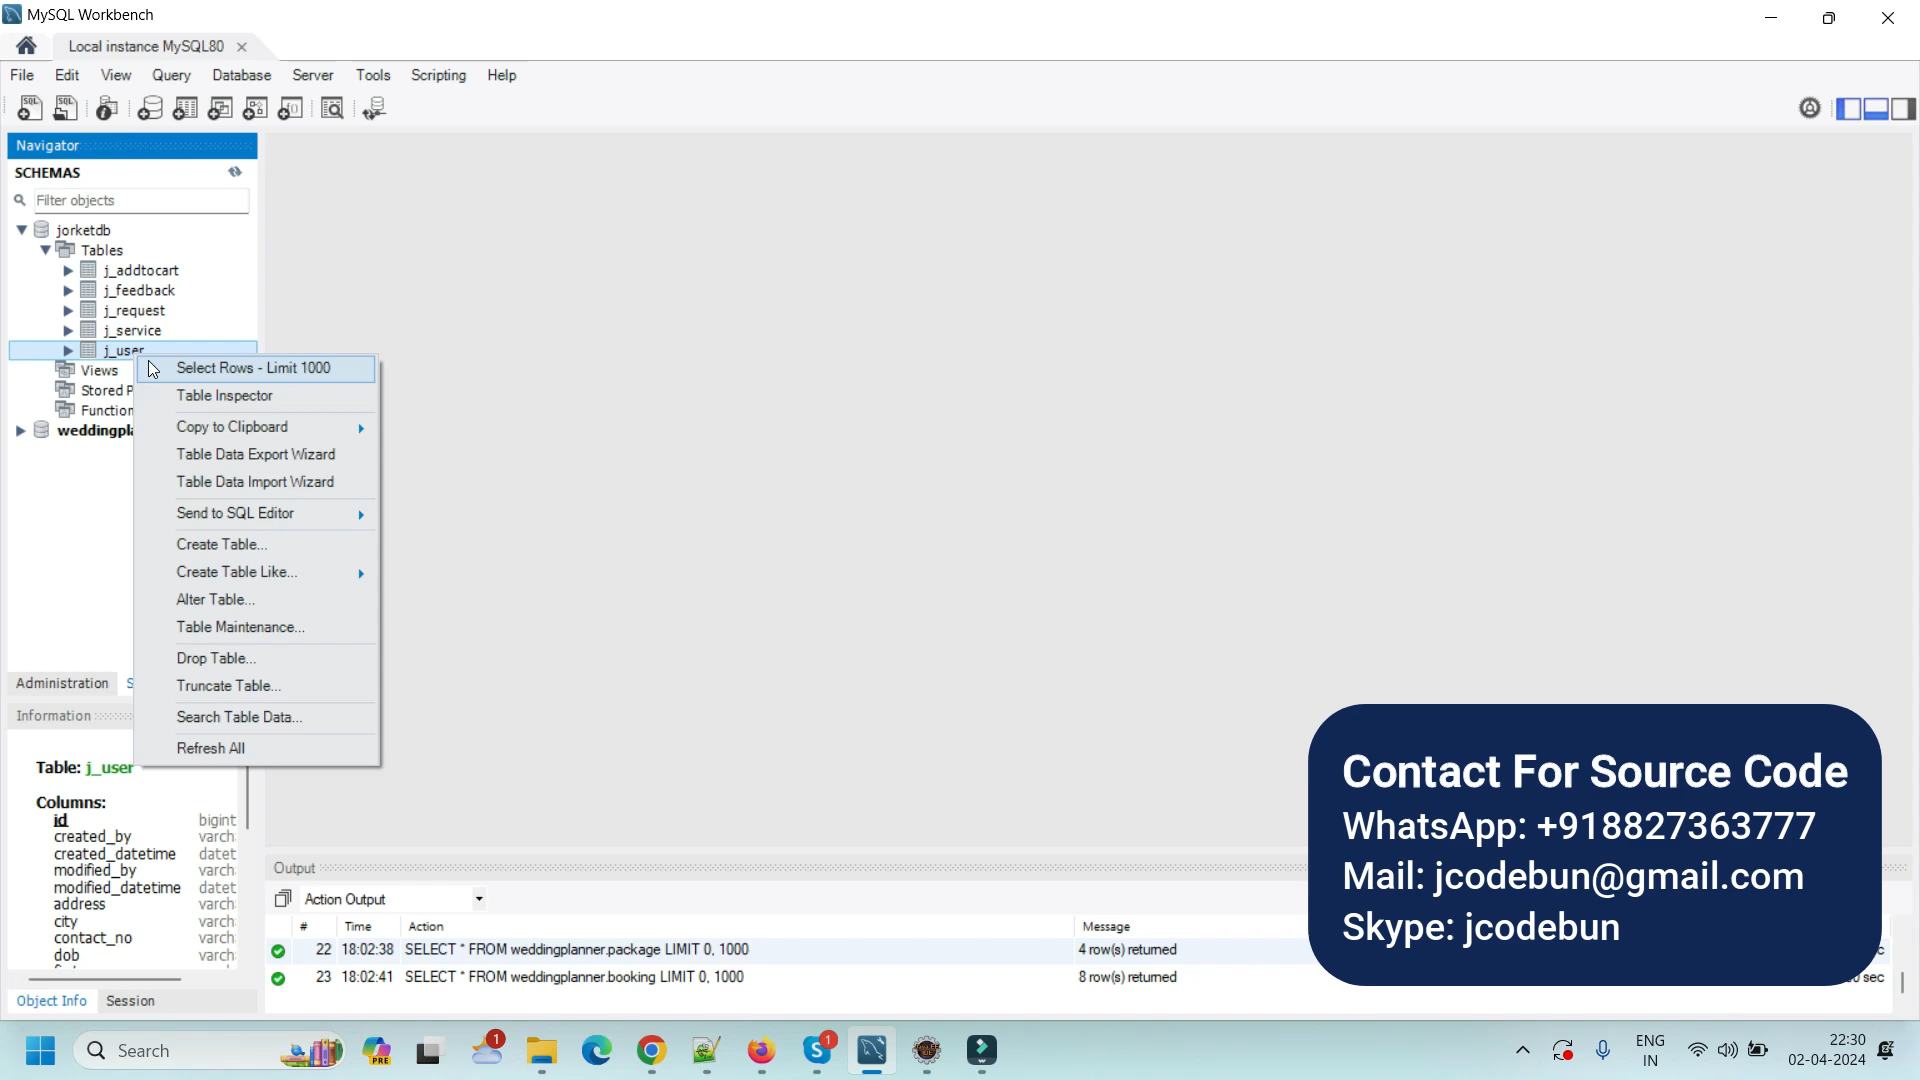 MySQL Workbench
Local instance MySQL80
File Edit View Query Database Server Tools Scripting Help
Navigator
SCHEMAS
Filter objects
jorketdb
Tables
j_addtocart
j_feedback
j_request
j_service
j_user
Views
Stored P
Function
weddingpla
Select Rows - Limit 1000
Table Inspector
Copy to Clipboard
Table Data Export Wizard
Table Data Import Wizard
Send to SQL Editor
Create Table...
Create Table Like...
Alter Table...
Table Maintenance...
Drop Table...
Truncate Table...
Search Table Data...
Refresh All
Administration S
Information
Table: j_user
Columns:
id bigint
created_by varch
created_datetime datet
modified_by varch
modified_datetime datet
address varch
city varch
contact_no varch
dob varch
Object Info Session
Output
Action Output
# Time Action Message
22 18:02:38 SELECT * FROM weddingplanner.package LIMIT 0, 1000 4 row(s) returned
23 18:02:41 SELECT * FROM weddingplanner.booking LIMIT 0, 1000 8 row(s) returned
sec
Contact For Source Code
WhatsApp: +918827363777
Mail: jcodebun@gmail.com
Skype: jcodebun
Search
PRE
1
1
ENG
IN
22:30
02-04-2024